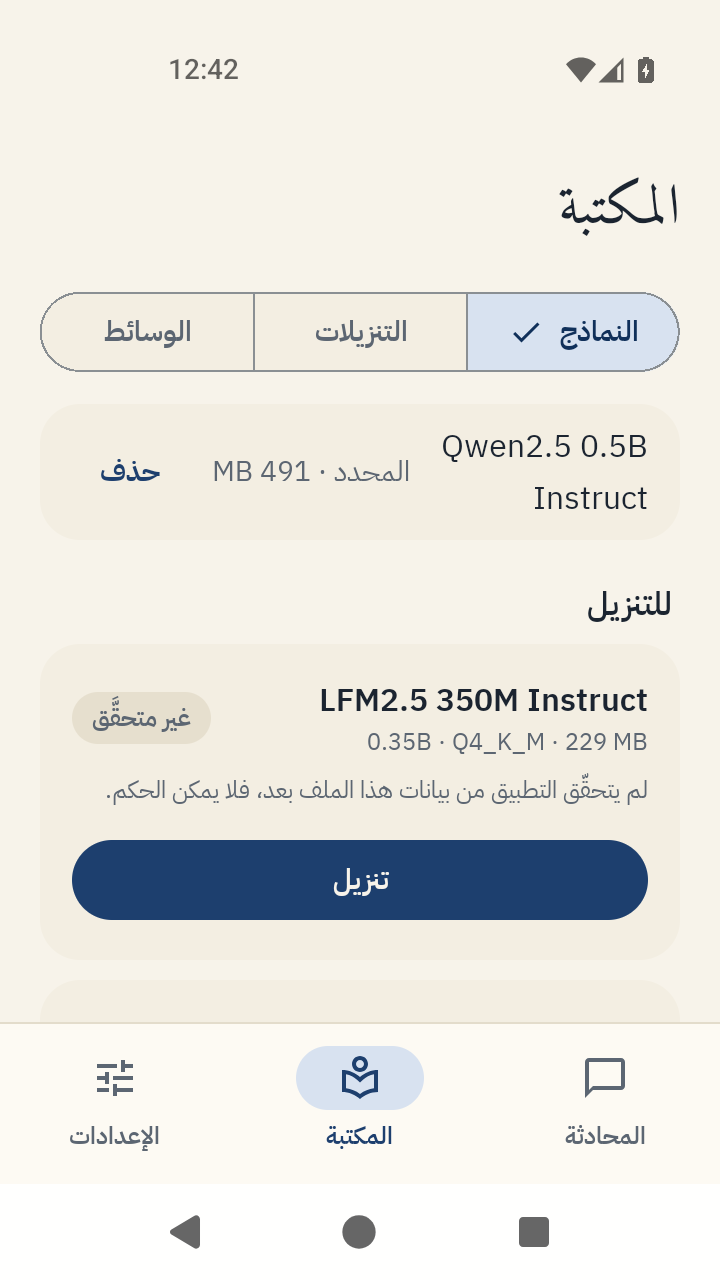 12:42
المكتبة
النماذج
التنزيلات
الوسائط
Qwen2.5 0.5B
Instruct
المحدد · 491 MB
حذف
للتنزيل
LFM2.5 350M Instruct
غير متحقَّق
0.35B · Q4_K_M · 229 MB
لم يتحقّق التطبيق من بيانات هذا الملف بعد، فلا يمكن الحكم.
تنزيل
المحادثة
المكتبة
الإعدادات